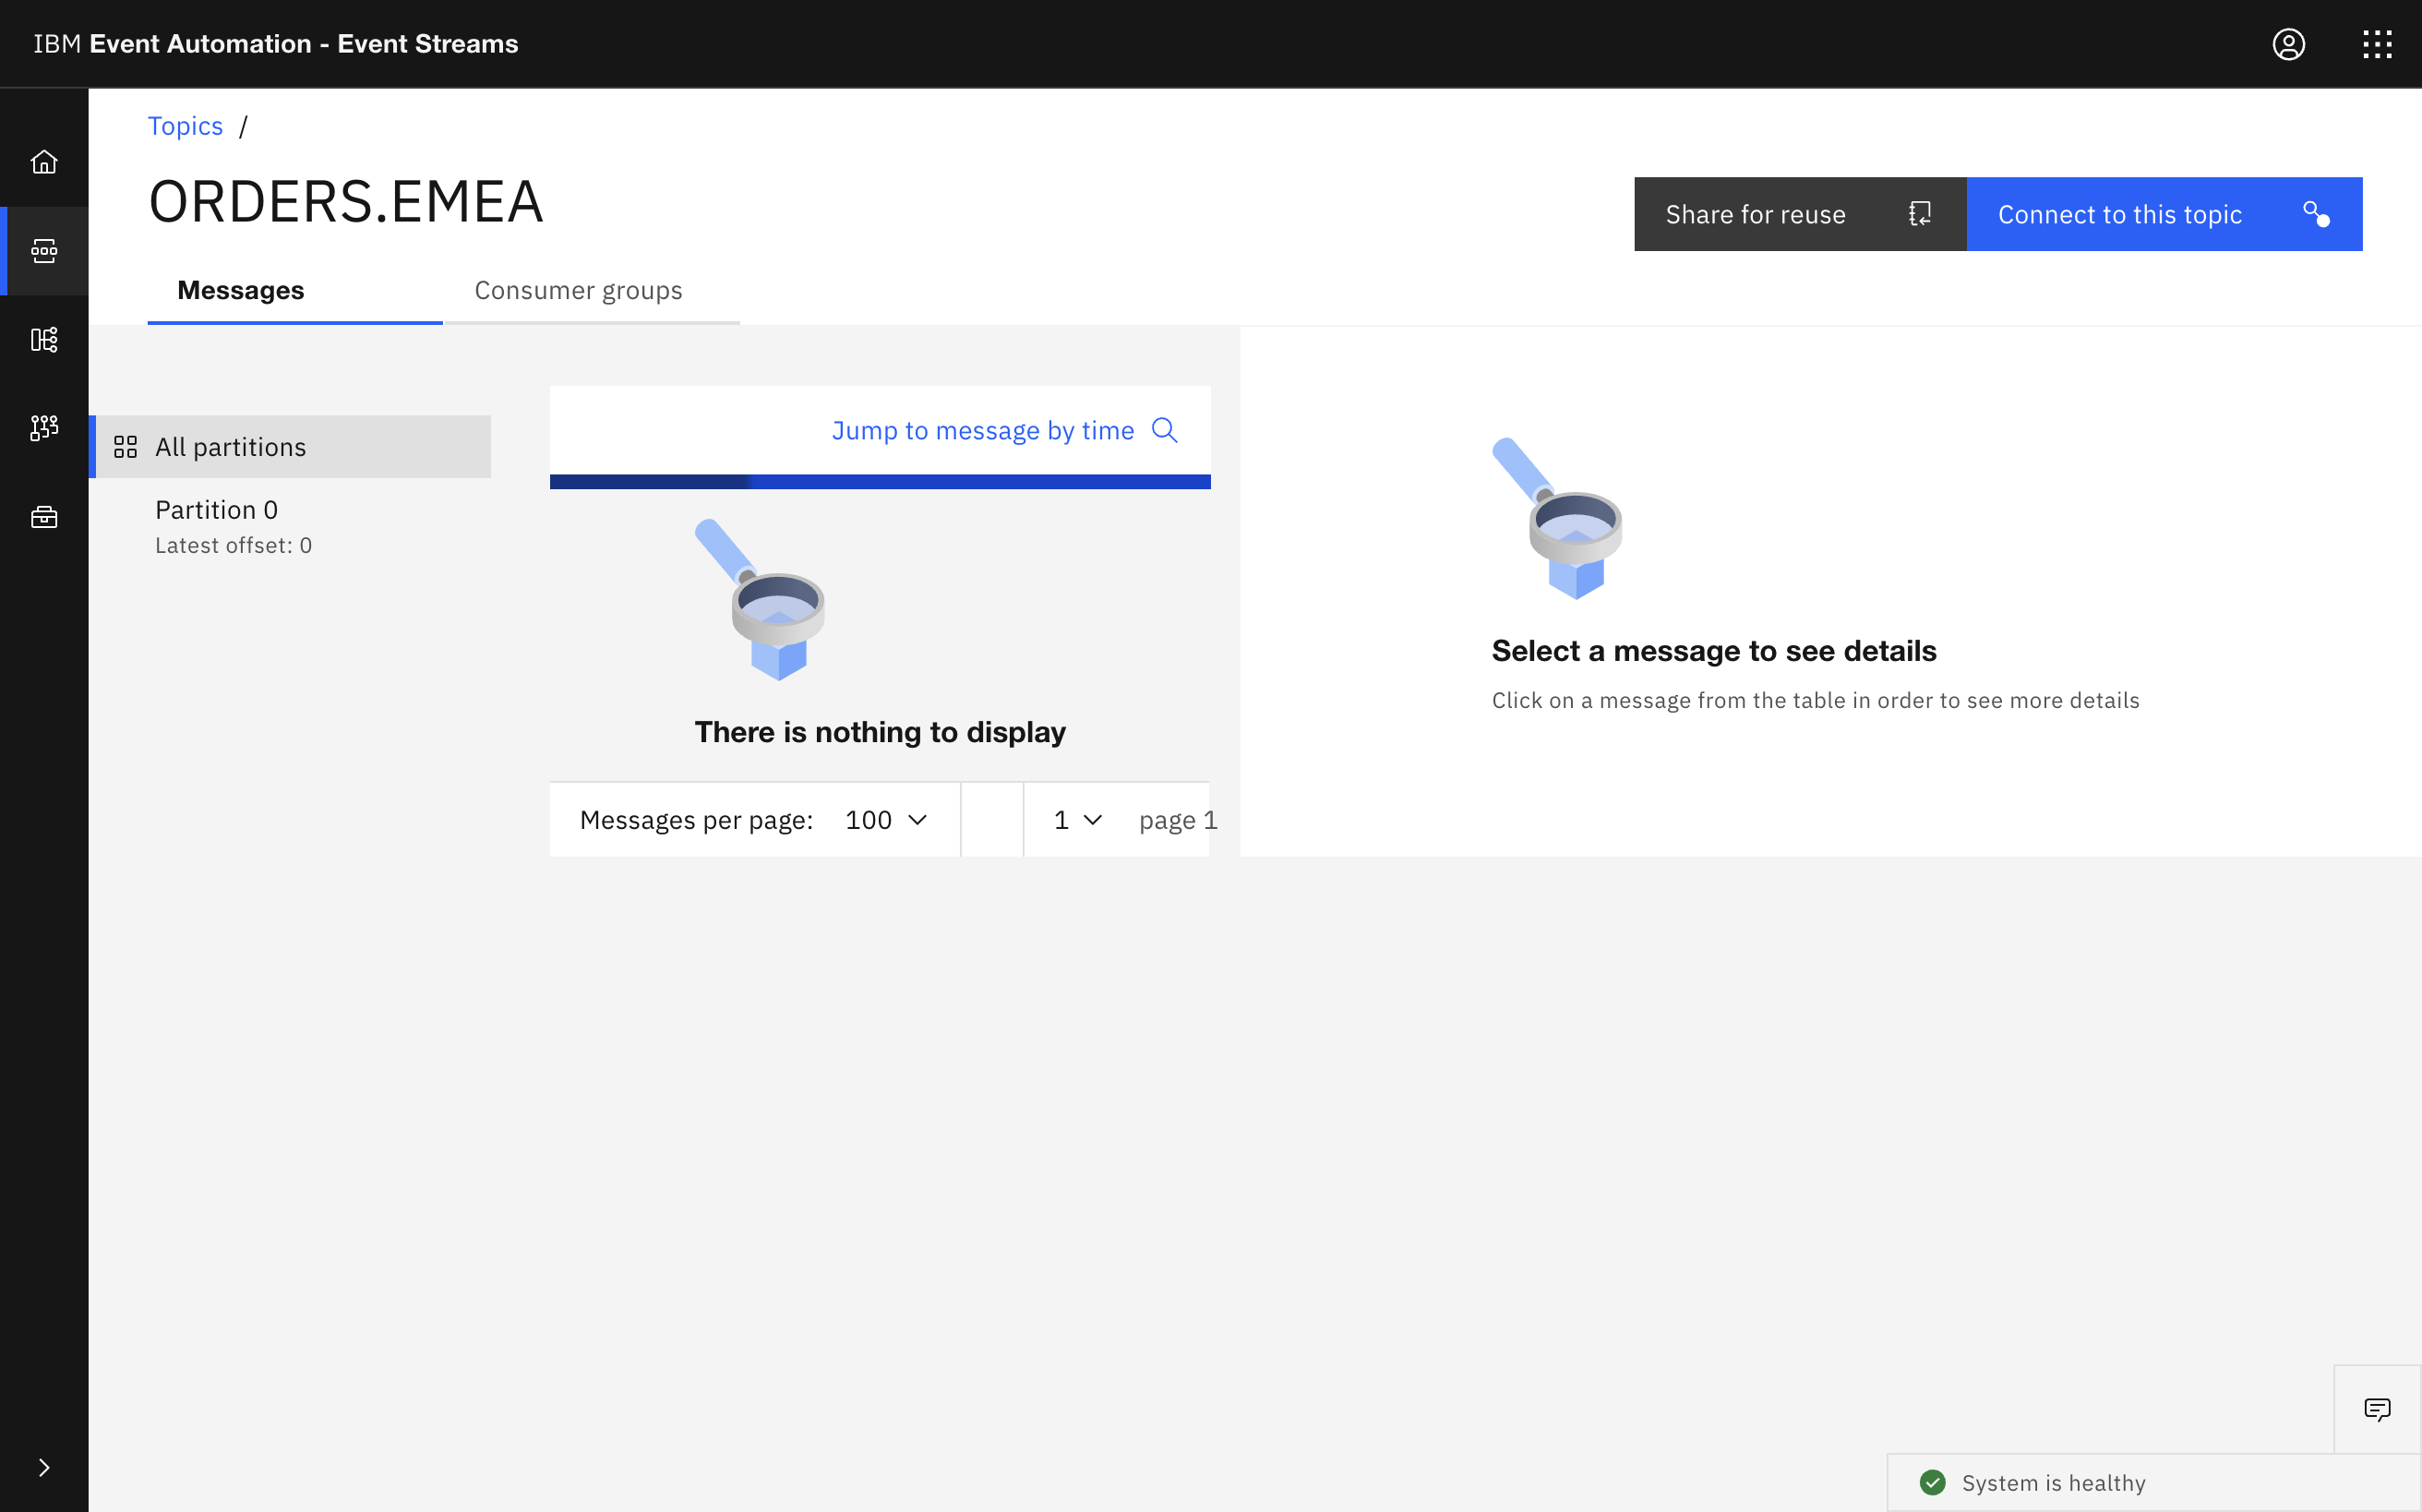 IBM Event Automation - Event Streams
Topics /
ORDERS.EMEA
Share for reuse
Connect to this topic
Messages
Consumer groups
All partitions
Partition 0
Latest offset: 0
Jump to message by time
There is nothing to display
Messages per page: 100
1
page 1
Select a message to see details
Click on a message from the table in order to see more details
System is healthy